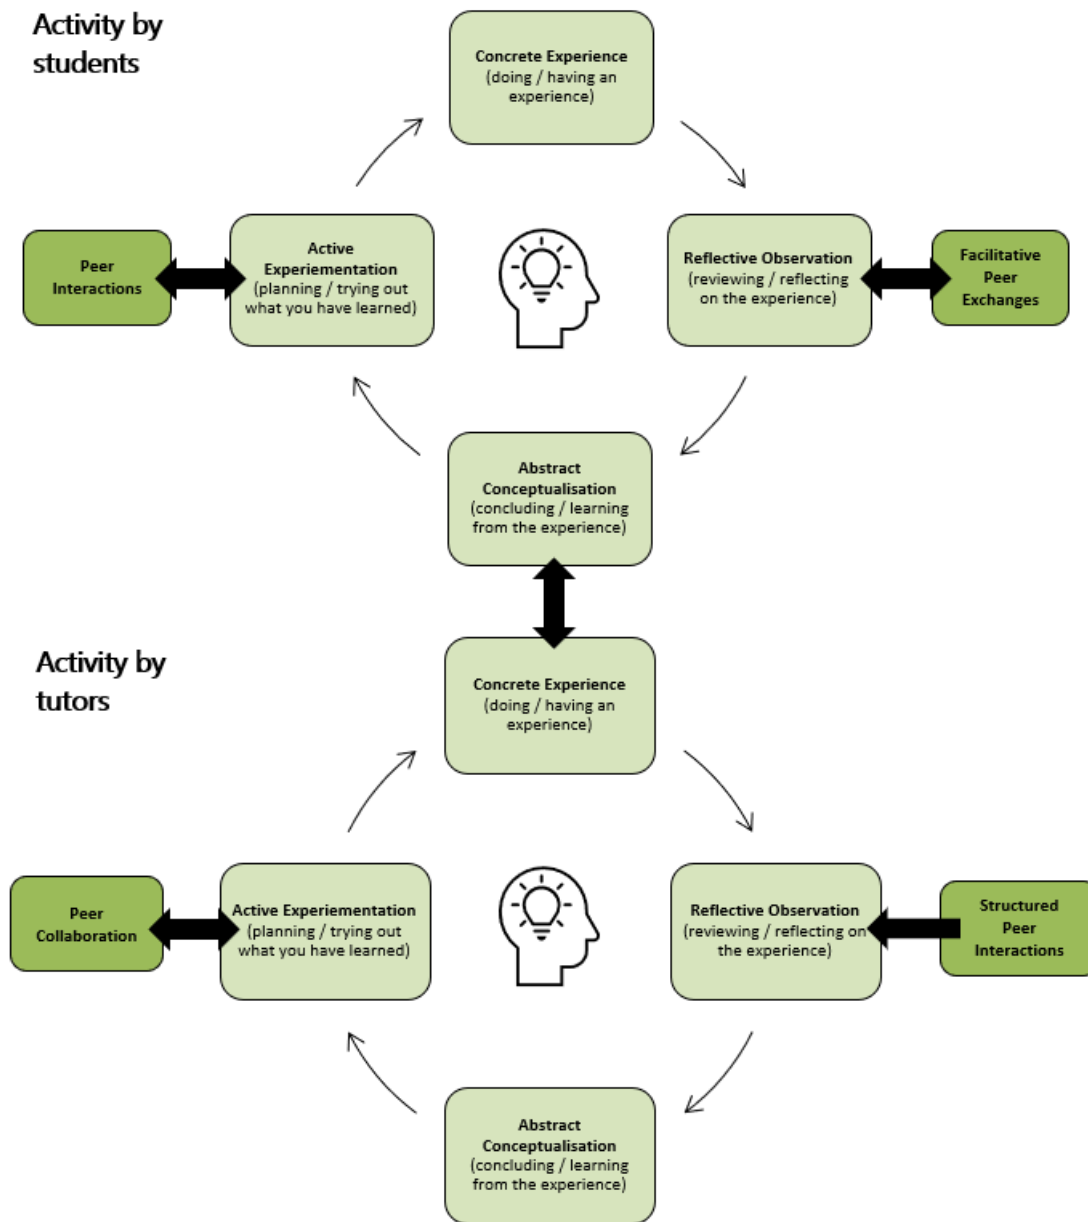 Activity by
students
Concrete Experience
(doing / having an
experience)
Peer
Interactions
Active
Experiementation
(planning / trying out
what you have learned)
Reflective Observation
(reviewing / reflecting
on the experience)
Facilitative
Peer
Exchanges
Abstract
Conceptualisation
(concluding / learning
from the experience)
Activity by
tutors
Concrete Experience
(doing / having an
experience)
Peer
Collaboration
Active Experiementation
(planning / trying out
what you have learned)
Reflective Observation
(reviewing / reflecting on
the experience)
Structured
Peer
Interactions
Abstract
Conceptualisation
(concluding / learning
from the experience)